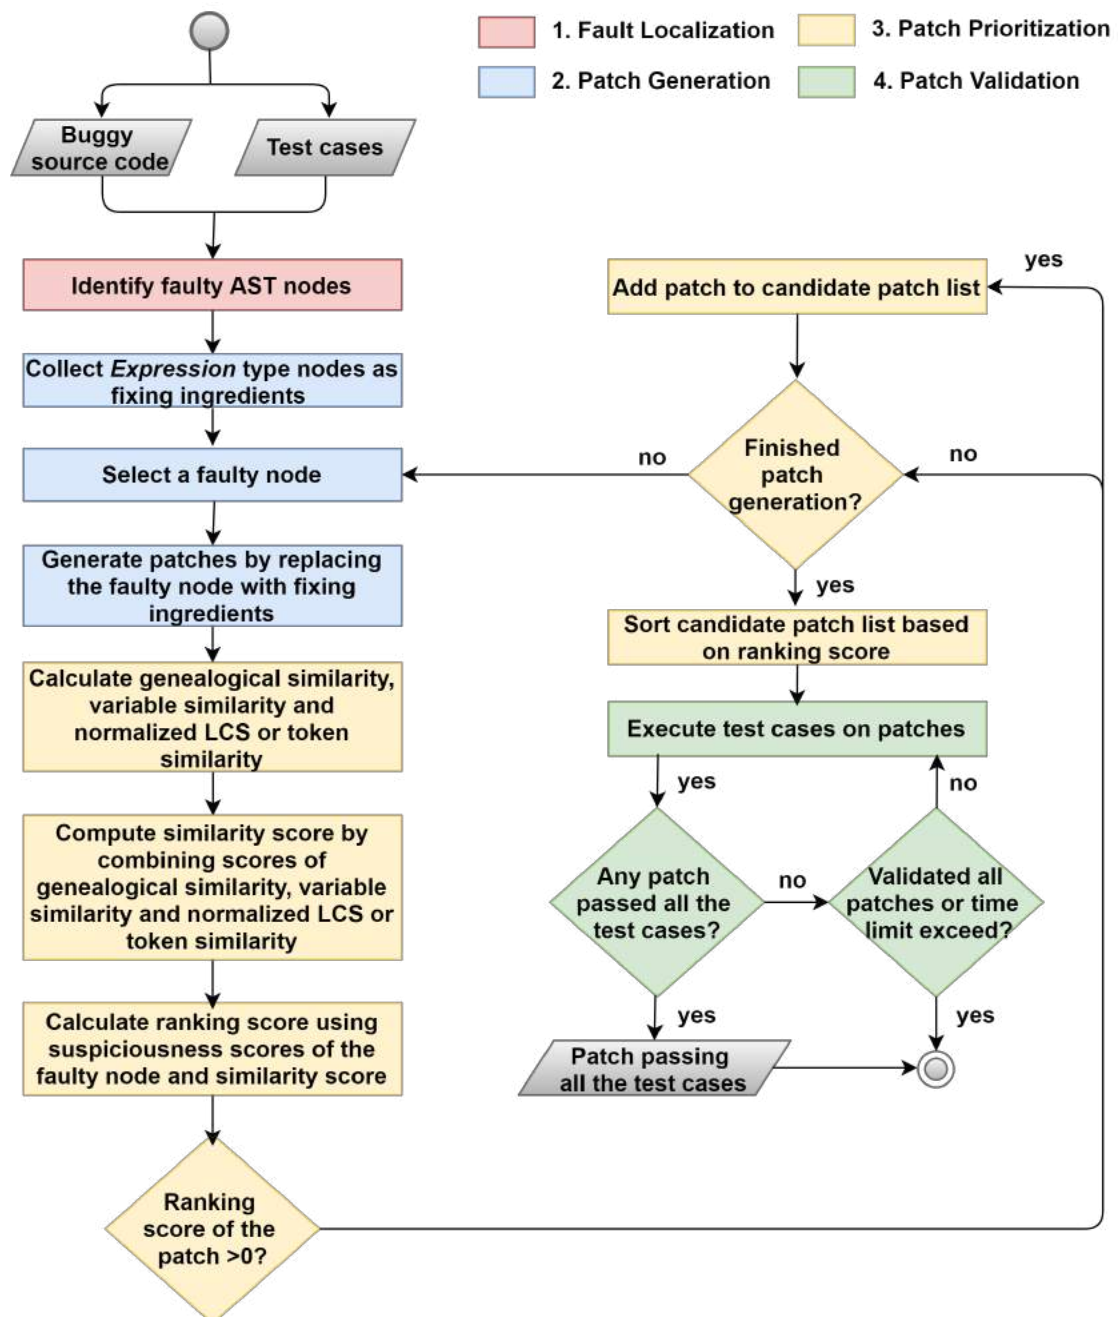 1. Fault Localization
3. Patch Prioritization
2. Patch Generation
4. Patch Validation
Buggy
source code
Test cases
Identify faulty AST nodes
Collect Expression type nodes as
fixing ingredients
Select a faulty node
Generate patches by replacing
the faulty node with fixing
ingredients
Calculate genealogical similarity,
variable similarity and
normalized LCS or token
similarity
Compute similarity score by
combining scores of
genealogical similarity, variable
similarity and normalized LCS or
token similarity
Calculate ranking score using
suspiciousness scores of the
faulty node and similarity score
Ranking
score of the
patch >0?
yes
Add patch to candidate patch list
no
Finished
patch
generation?
no
yes
Sort candidate patch list based
on ranking score
Execute test cases on patches
yes
no
Any patch
passed all the
test cases?
no
Validated all
patches or time
limit exceed?
yes
yes
Patch passing
all the test cases